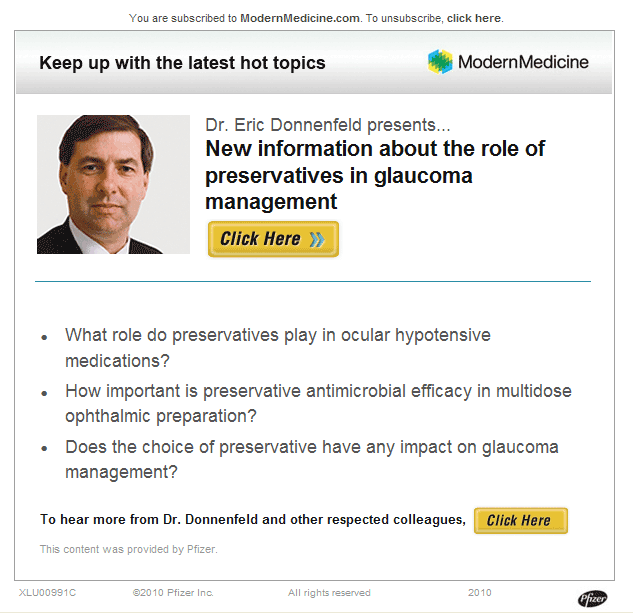 You are subscribed to ModernMedicine.com. To unsubscribe, click here.
Keep up with the latest hot topics
ModernMedicine
Dr. Eric Donnenfeld presents...
New information about the role of
preservatives in glaucoma
management
Click Here
What role do preservatives play in ocular hypotensive
medications?
How important is preservative antimicrobial efficacy in multidose
ophthalmic preparation?
Does the choice of preservative have any impact on glaucoma
management?
To hear more from Dr. Donnenfeld and other respected colleagues, Click Here
This content was provided by Pfizer.
XLU00991C ©2010 Pfizer Inc. All rights reserved 2010 Pfizer